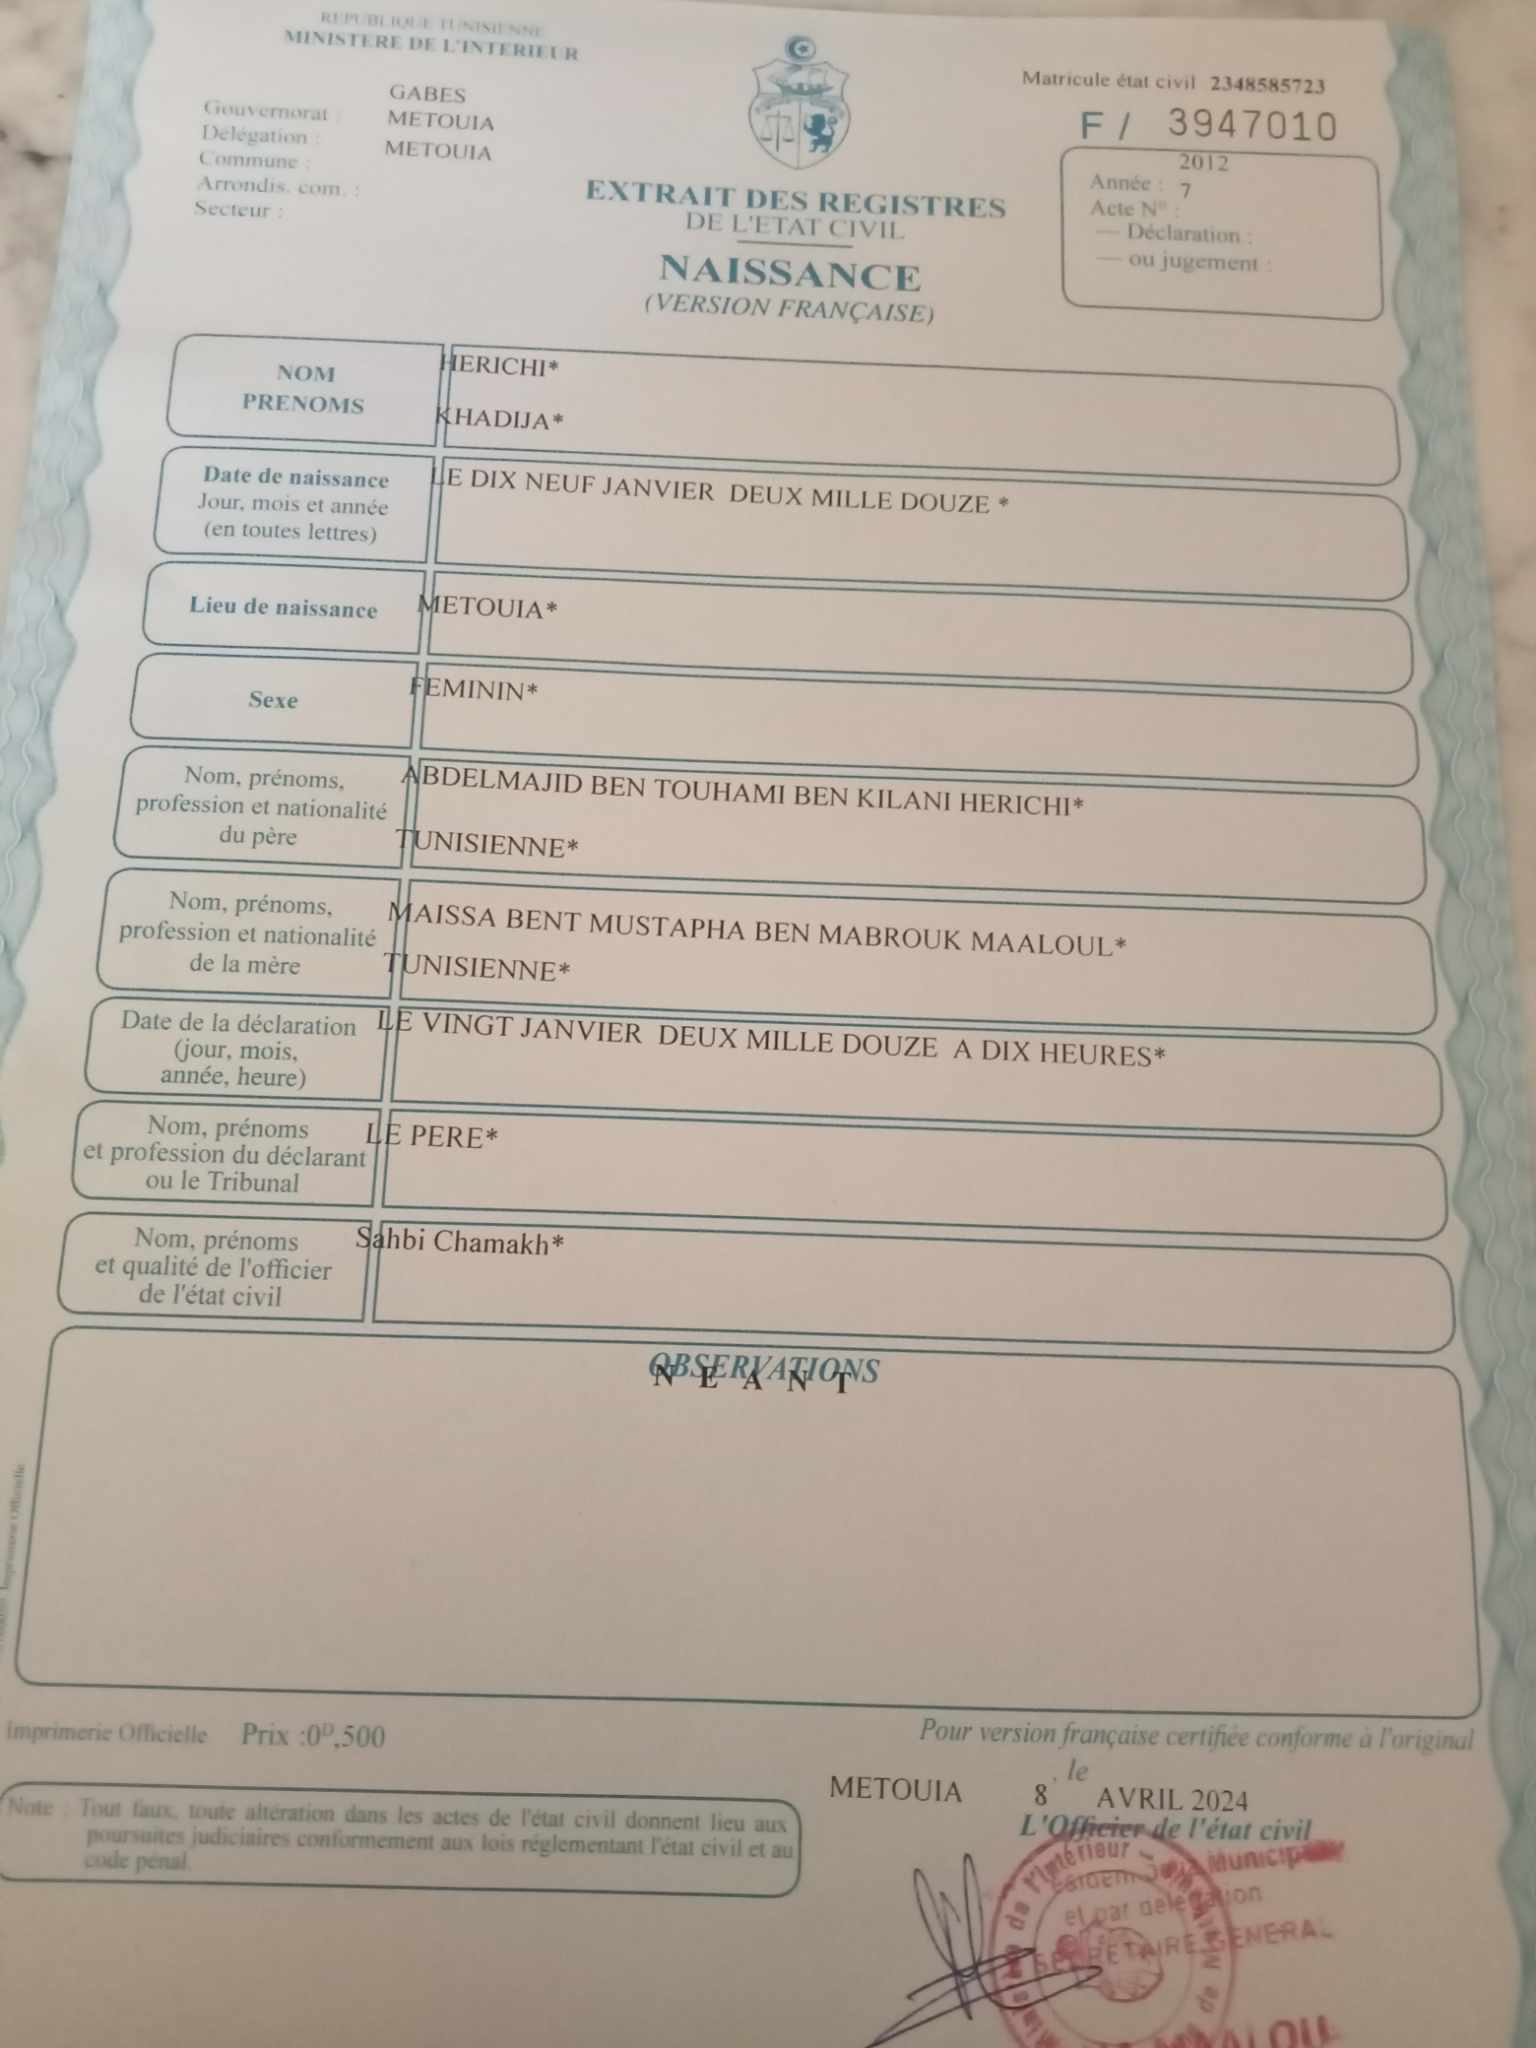 REPUBLIQUE TUNISIENNE
MINISTERE DE L'INTERIEUR
Gouvernorat : GABES
Délégation : METOUIA
Commune : METOUIA
Arrondis. com. :
Secteur :
Matricule état civil 2348585723
F / 3947010
Année : 2012
Acte N° : 7
— Déclaration :
— ou jugement :
EXTRAIT DES REGISTRES
DE L'ETAT CIVIL
NAISSANCE
(VERSION FRANÇAISE)
NOM
PRENOMS
HERICHI*
KHADIJA*
Date de naissance
Jour, mois et année
(en toutes lettres)
LE DIX NEUF JANVIER DEUX MILLE DOUZE *
Lieu de naissance
METOUIA*
Sexe
FEMININ*
Nom, prénoms,
profession et nationalité
du père
ABDELMAJID BEN TOUHAMI BEN KILANI HERICHI*
TUNISIENNE*
Nom, prénoms,
profession et nationalité
de la mère
MAISSA BENT MUSTAPHA BEN MABROUK MAALOUL*
TUNISIENNE*
Date de la déclaration
(jour, mois,
année, heure)
LE VINGT JANVIER DEUX MILLE DOUZE A DIX HEURES*
Nom, prénoms
et profession du déclarant
ou le Tribunal
LE PERE*
Nom, prénoms
et qualité de l'officier
de l'état civil
Sahbi Chamakh*
OBSERVATIONS
N E A N T
Imprimerie Officielle
Imprimerie Officielle Prix :0D,500
Pour version française certifiée conforme à l'original
METOUIA , le 8 AVRIL 2024
L'Officier de l'état civil
Note : Tout faux, toute altération dans les actes de l'état civil donnent lieu aux
poursuites judiciaires conformement aux lois réglementant l'état civil et au
code pénal.
et par délégation
SECRETAIRE GENERAL
de l'Intérieur